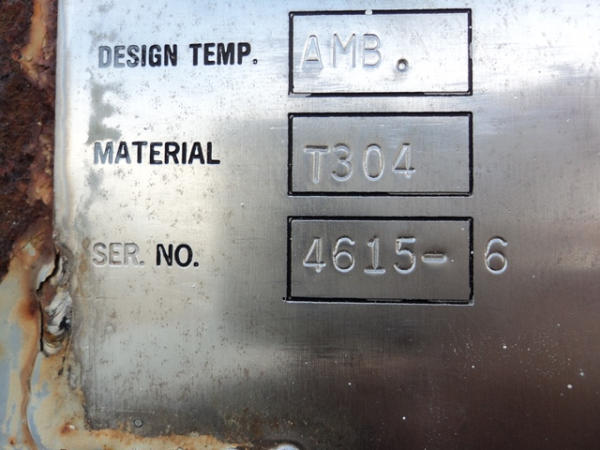 DESIGN TEMP. AMB.
MATERIAL T304
SER. NO. 4615-6